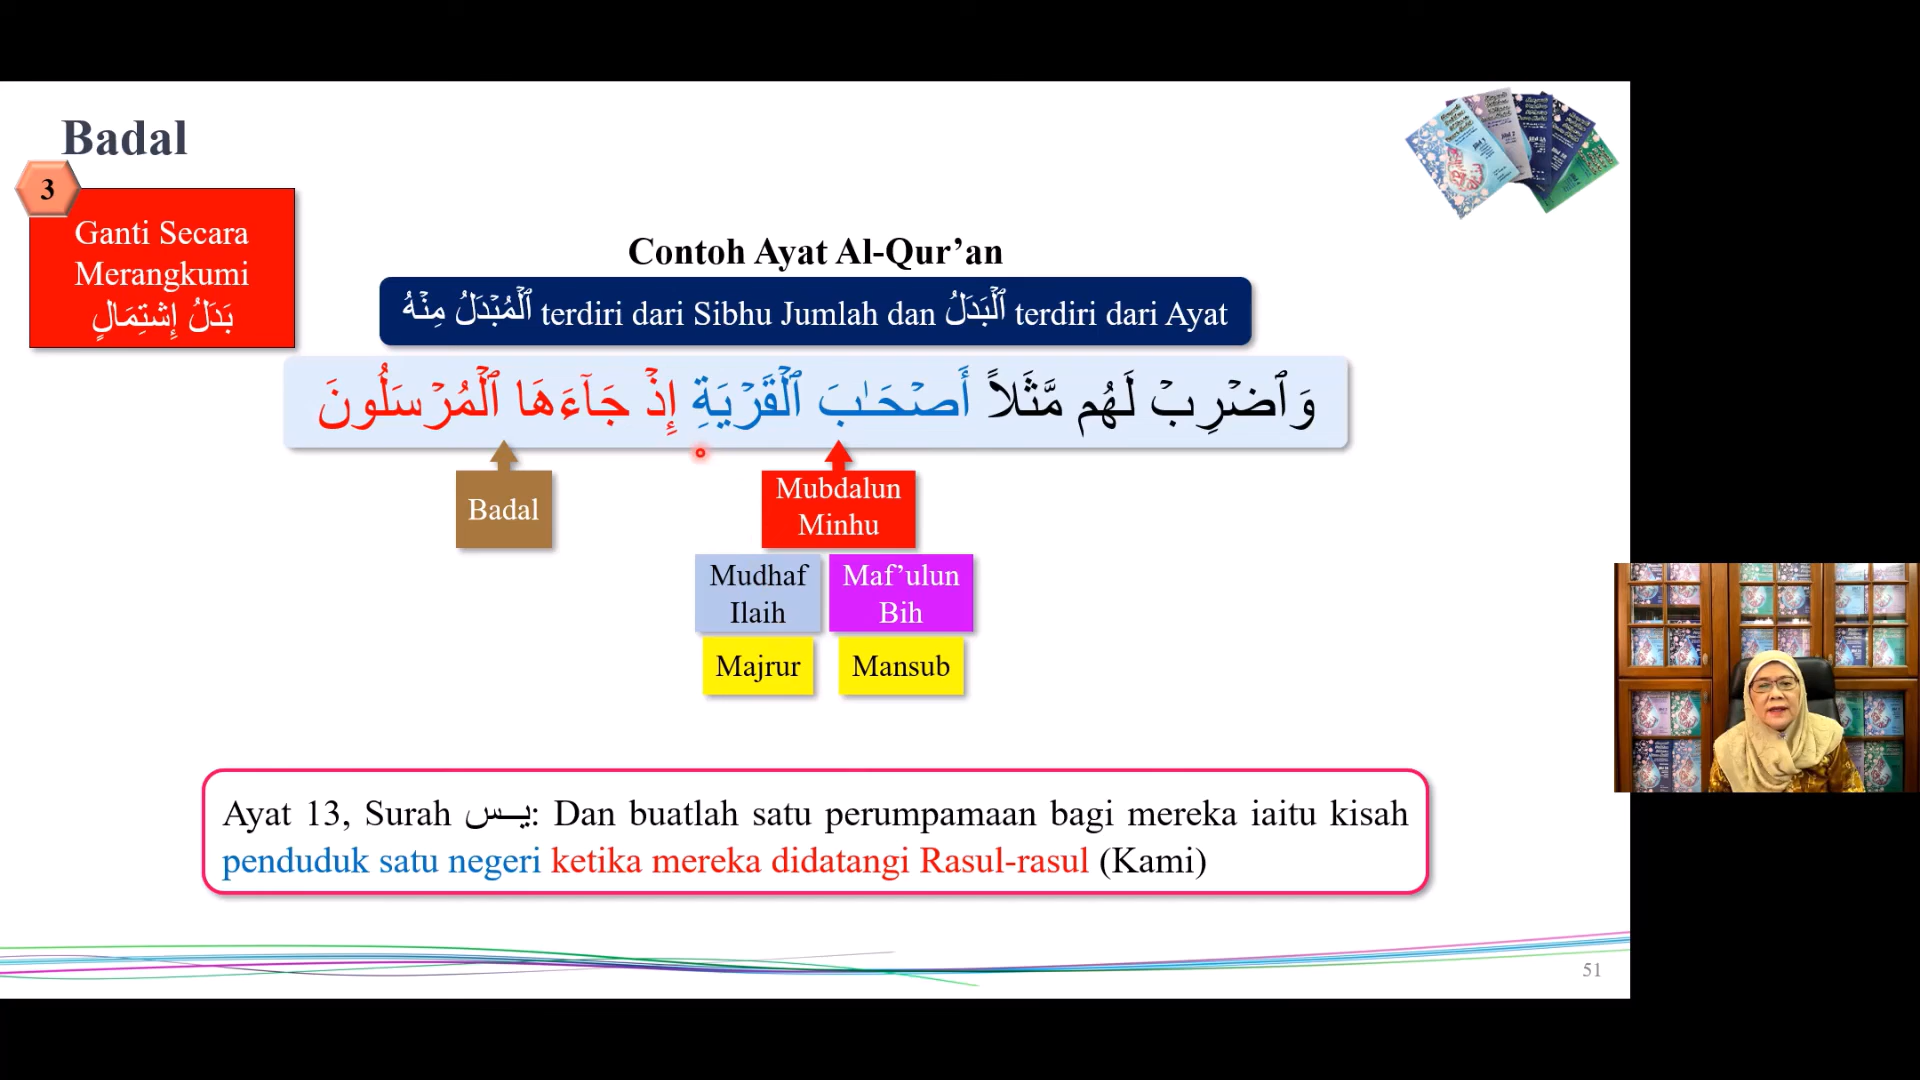 Badal
3
Ganti Secara
Merangkumi
بَدَلُ إِشْتِمَالٍ
Contoh Ayat Al-Qur’an
ٱلْمُبْدَلُ مِنْهُ terdiri dari Sibhu Jumlah dan ٱلْبَدَلُ terdiri dari Ayat
وَٱضْرِبْ لَهُم مَّثَلاً أَصْحَـٰبَ ٱلْقَرْيَةِ إِذْ جَآءَهَا ٱلْمُرْسَلُونَ
Badal
Mubdalun
Minhu
Mudhaf
Ilaih
Maf’ulun
Bih
Majrur
Mansub
Ayat 13, Surah يـس: Dan buatlah satu perumpamaan bagi mereka iaitu kisah
penduduk satu negeri ketika mereka didatangi Rasul-rasul (Kami)
51